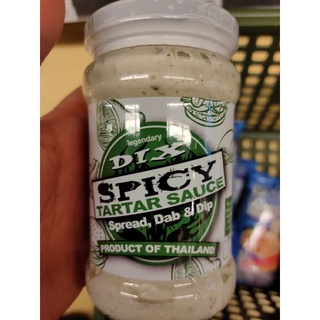 legendary
DIX
SPICY
TARTAR SAUCE
Spread, Dab & Dip
PRODUCT OF THAILAND